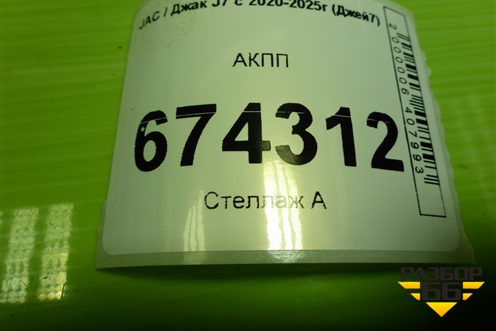 JAC / Джак J7 с 2020-2025г (Джей7)
АКПП
674312
Стеллаж А
2000006407993
РАЗБОР
66